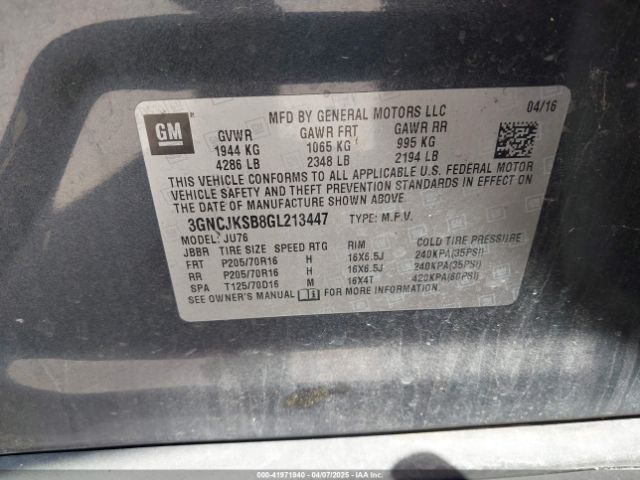 MFD BY GENERAL MOTORS LLC 04/16
GM
GVWR GAWR FRT GAWR RR
1944 KG 1065 KG 995 KG
4286 LB 2348 LB 2194 LB
THIS VEHICLE CONFORMS TO ALL APPLICABLE U.S. FEDERAL MOTOR
VEHICLE SAFETY AND THEFT PREVENTION STANDARDS IN EFFECT ON
THE DATE OF MANUFACTURE SHOWN ABOVE.
3GNCJKSB8GL213447 TYPE: M.P.V.
MODEL: JU76
JBBR TIRE SIZE SPEED RTG RIM COLD TIRE PRESSURE
FRT P205/70R16 H 16X6.5J 240KPA(35PSI)
RR P205/70R16 H 16X6.5J 240KPA(35PSI)
SPA T125/70D16 M 16X4T 420KPA(60PSI)
SEE OWNER'S MANUAL FOR MORE INFORMATION
000-41971940 04/07/2025 - IAA Inc.